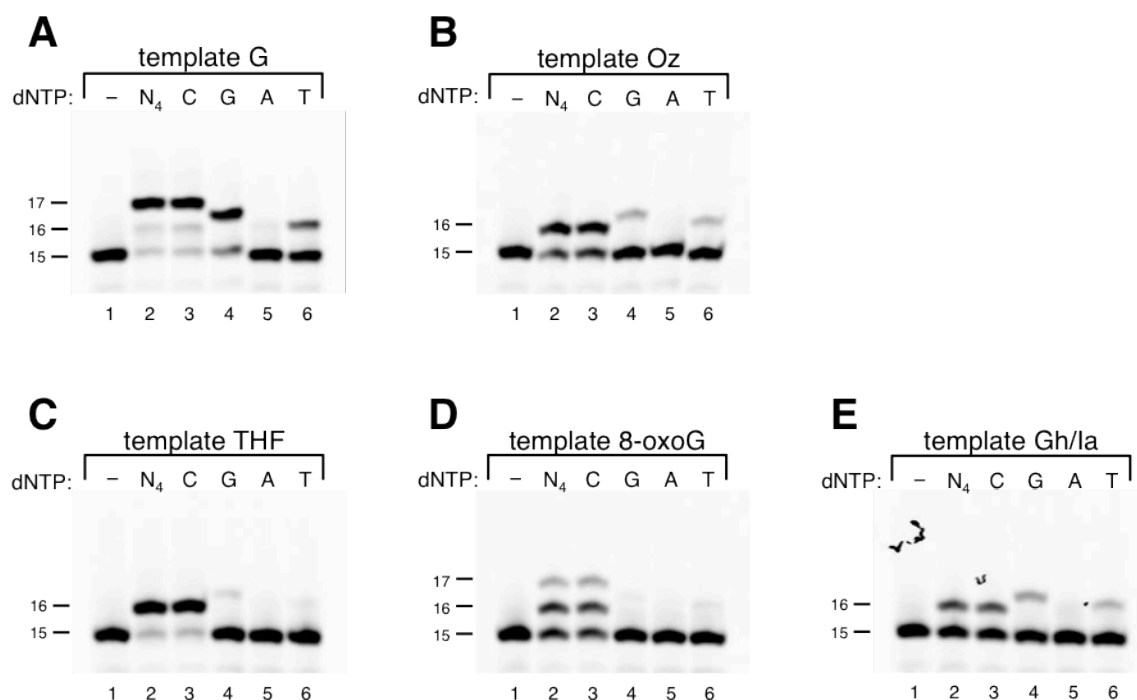 A
template G
dNTP: – N4 C G A T
17
16
15
1 2 3 4 5 6
B
template Oz
dNTP: – N4 C G A T
16
15
1 2 3 4 5 6
C
template THF
dNTP: – N4 C G A T
16
15
1 2 3 4 5 6
D
template 8-oxoG
dNTP: – N4 C G A T
17
16
15
1 2 3 4 5 6
E
template Gh/Ia
dNTP: – N4 C G A T
16
15
1 2 3 4 5 6